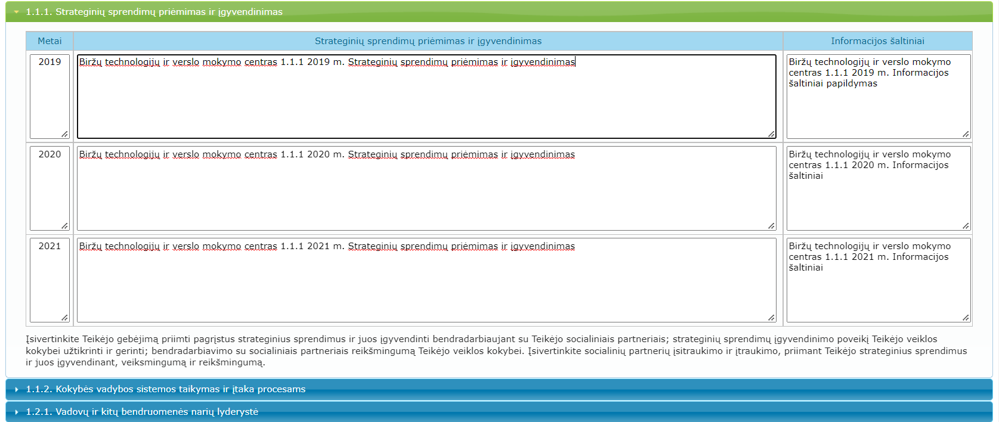 1.1.1. Strateginių sprendimų priėmimas ir įgyvendinimas
Metai
Strateginių sprendimų priėmimas ir įgyvendinimas
Informacijos šaltiniai
2019
Biržų technologijų ir verslo mokymo centras 1.1.1 2019 m. Strateginių sprendimų priėmimas ir įgyvendinimas
Biržų technologijų ir verslo mokymo
centras 1.1.1 2019 m. Informacijos
šaltiniai papildymas
2020
Biržų technologijų ir verslo mokymo centras 1.1.1 2020 m. Strateginių sprendimų priėmimas ir įgyvendinimas
Biržų technologijų ir verslo mokymo
centras 1.1.1 2020 m. Informacijos
šaltiniai
2021
Biržų technologijų ir verslo mokymo centras 1.1.1 2021 m. Strateginių sprendimų priėmimas ir įgyvendinimas
Biržų technologijų ir verslo mokymo
centras 1.1.1 2021 m. Informacijos
šaltiniai
Įsivertinkite Teikėjo gebėjimą priimti pagrįstus strateginius sprendimus ir juos įgyvendinti bendradarbiaujant su Teikėjo socialiniais partneriais; strateginių sprendimų įgyvendinimo poveikį Teikėjo veiklos
kokybei užtikrinti ir gerinti; bendradarbiavimo su socialiniais partneriais reikšmingumą Teikėjo veiklos kokybei. Įsivertinkite socialinių partnerių įsitraukimo ir įtraukimo, priimant Teikėjo strateginius sprendimus
ir juos įgyvendinant, veiksmingumą ir reikšmingumą.
1.1.2. Kokybės vadybos sistemos taikymas ir įtaka procesams
1.2.1. Vadovų ir kitų bendruomenės narių lyderystė